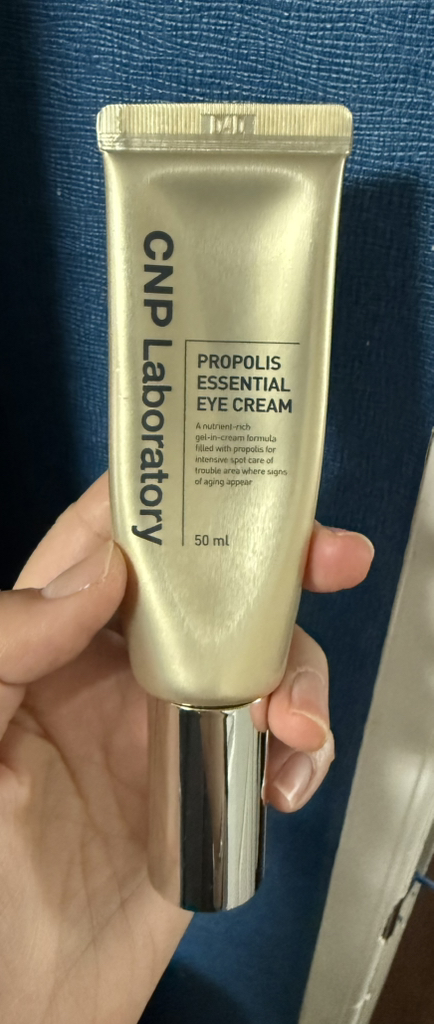 CNP Laboratory
PROPOLIS
ESSENTIAL
EYE CREAM
A nutrient-rich
gel-in-cream formula
filled with propolis for
intensive spot care of
trouble area where signs
of aging appear
50 ml